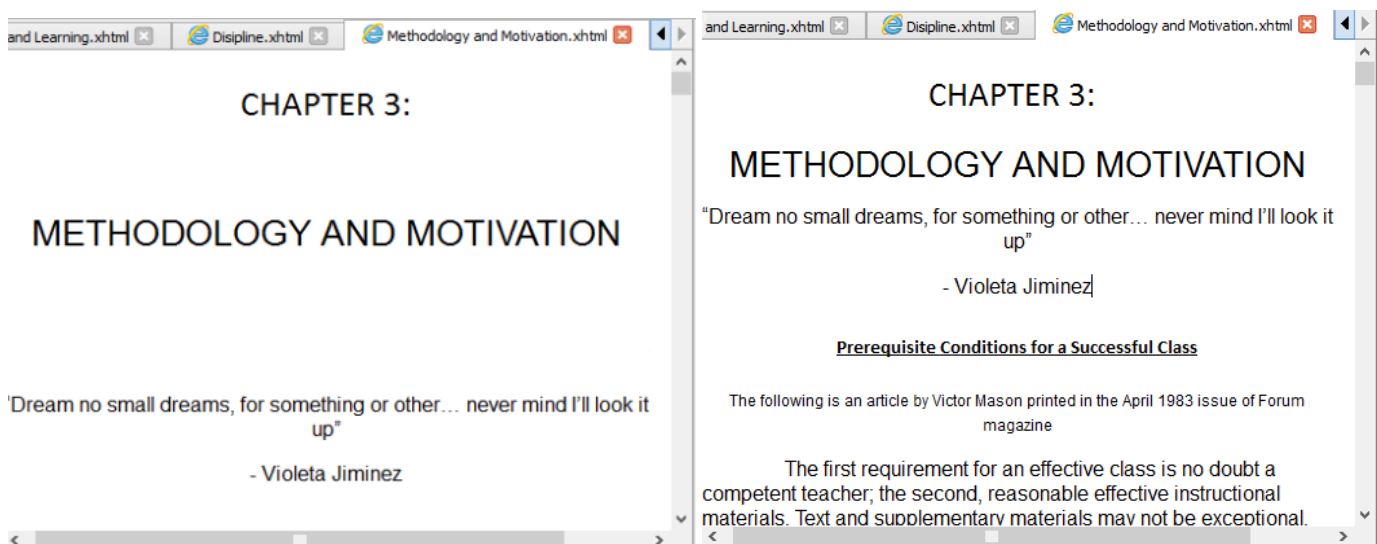 and Learning.xhtml Disipline.xhtml Methodology and Motivation.xhtml
CHAPTER 3:
METHODOLOGY AND MOTIVATION
"Dream no small dreams, for something or other… never mind I'll look it
up"
- Violeta Jiminez
and Learning.xhtml Disipline.xhtml Methodology and Motivation.xhtml
CHAPTER 3:
METHODOLOGY AND MOTIVATION
“Dream no small dreams, for something or other… never mind I’ll look it
up”
- Violeta Jiminez
Prerequisite Conditions for a Successful Class
The following is an article by Victor Mason printed in the April 1983 issue of Forum
magazine
The first requirement for an effective class is no doubt a
competent teacher; the second, reasonable effective instructional
materials. Text and supplementary materials may not be exceptional.